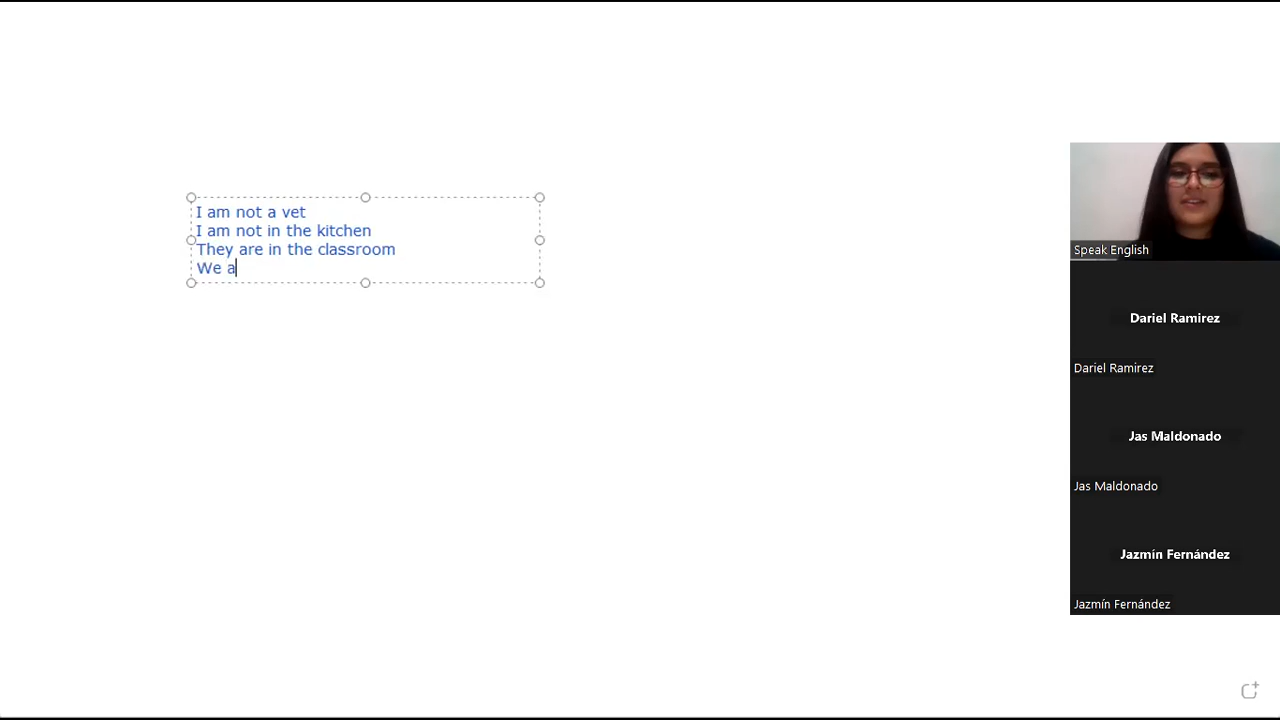 I am not a vet
I am not in the kitchen
They are in the classroom
We a
Speak English
Dariel Ramirez
Dariel Ramirez
Jas Maldonado
Jas Maldonado
Jazmín Fernández
Jazmín Fernández